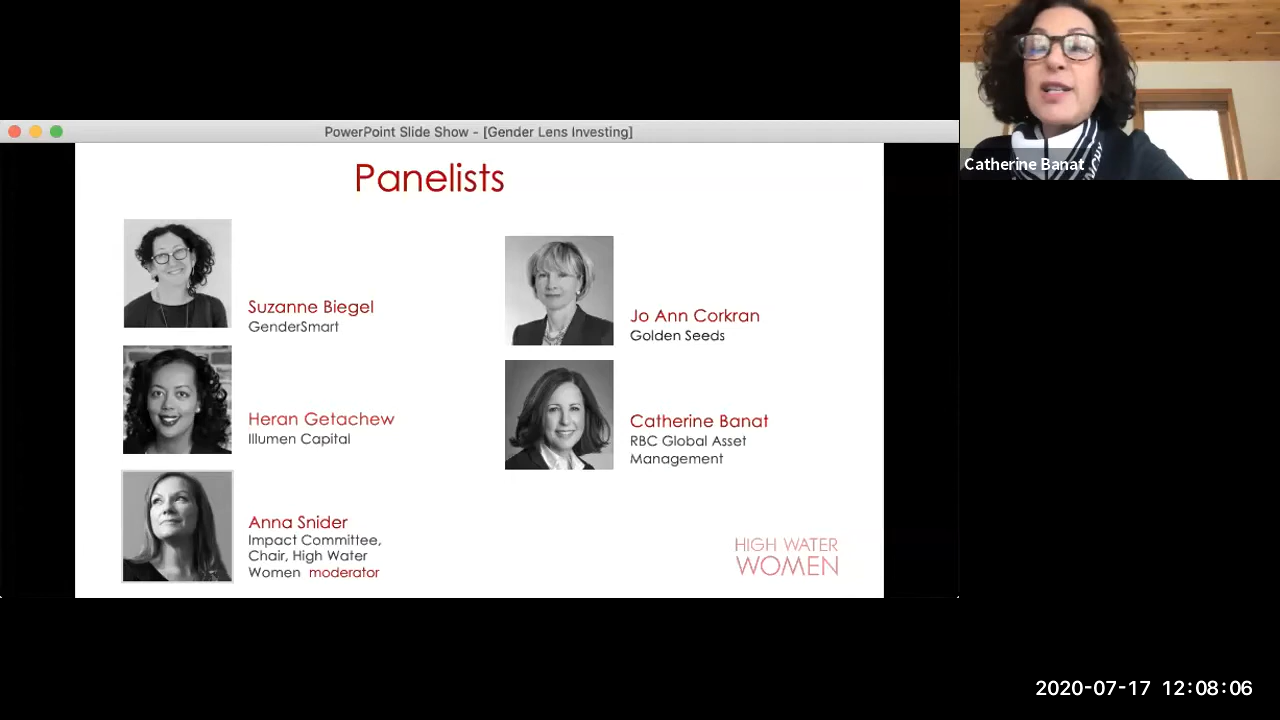 PowerPoint Slide Show - [Gender Lens Investing]
Panelists
Suzanne Biegel
GenderSmart
Heran Getachew
Illumen Capital
Anna Snider
Impact Committee,
Chair, High Water
Women moderator
Jo Ann Corkran
Golden Seeds
Catherine Banat
RBC Global Asset
Management
HIGH WATER
WOMEN
Catherine Banat
2020-07-17 12:08:06